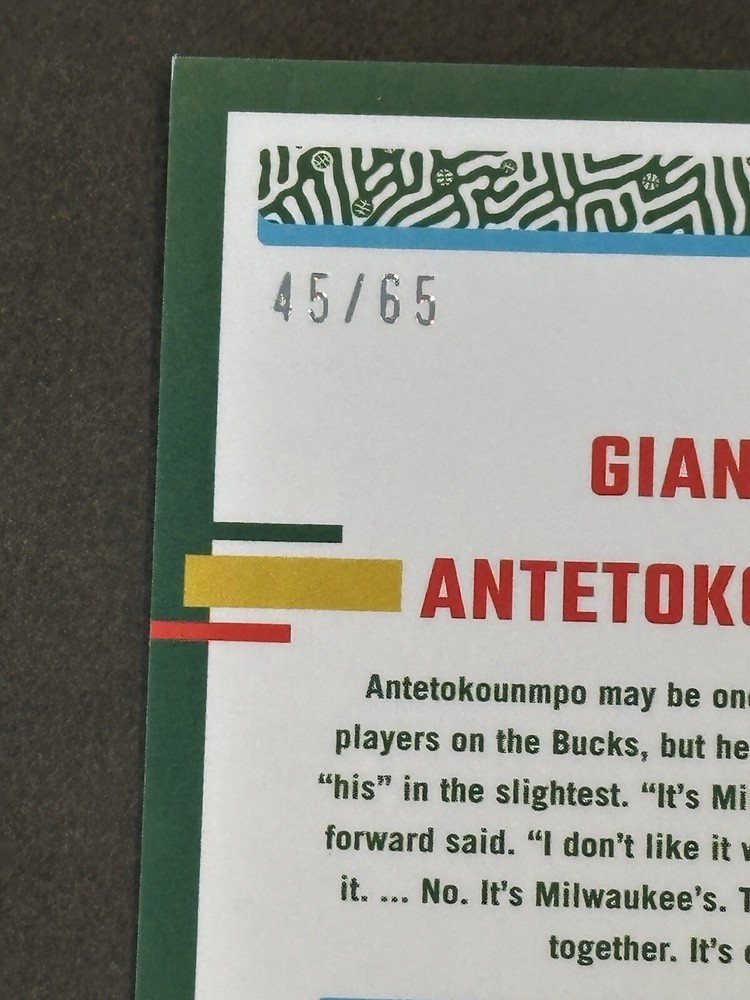 45/65
GIAN
ANTETOKO
Antetokounmpo may be one
players on the Bucks, but he
“his” in the slightest. “It’s Mi
forward said. “I don’t like it w
it. ... No. It’s Milwaukee’s. T
together. It’s